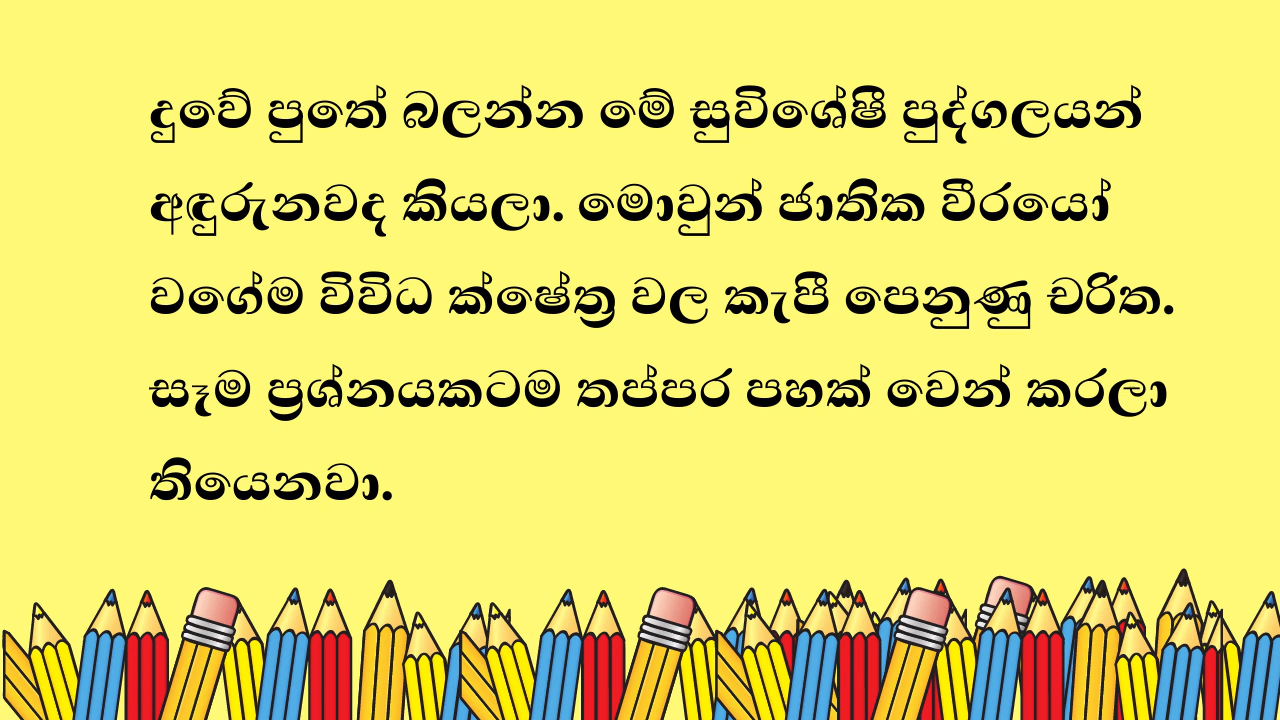 දුවේ පුතේ බලන්න මේ සුවිශේෂී පුද්ගලයන්
අඳුරුනවද කියලා. මොවුන් ජාතික වීරයෝ
වගේම විවිධ ක්ෂේත්‍ර වල කැපී පෙනුණු චරිත.
සෑම ප්‍රශ්නයකටම තප්පර පහක් වෙන් කරලා
තියෙනවා.